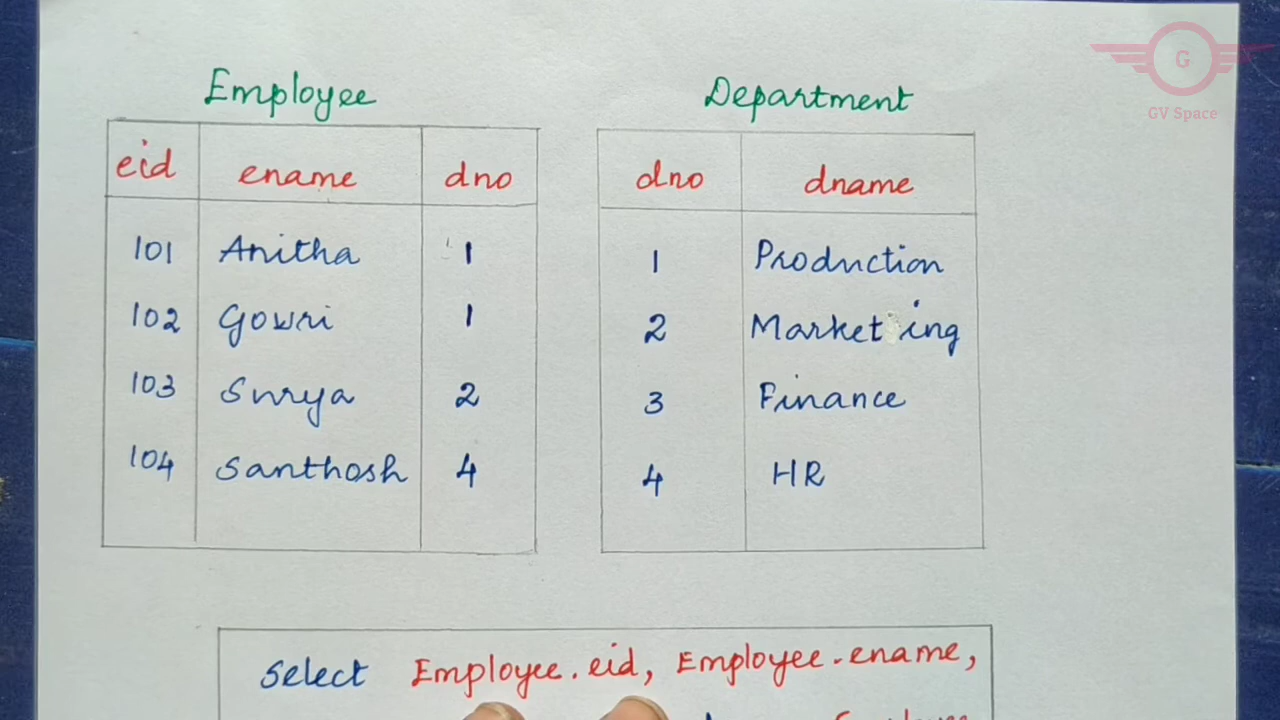 Employee
eid ename dno
101 Anitha 1
102 Gowri 1
103 Surya 2
104 Santhosh 4
Department
dno dname
1 Production
2 Marketing
3 Finance
4 HR
Select Employee.eid, Employee.ename,
G
GV Space